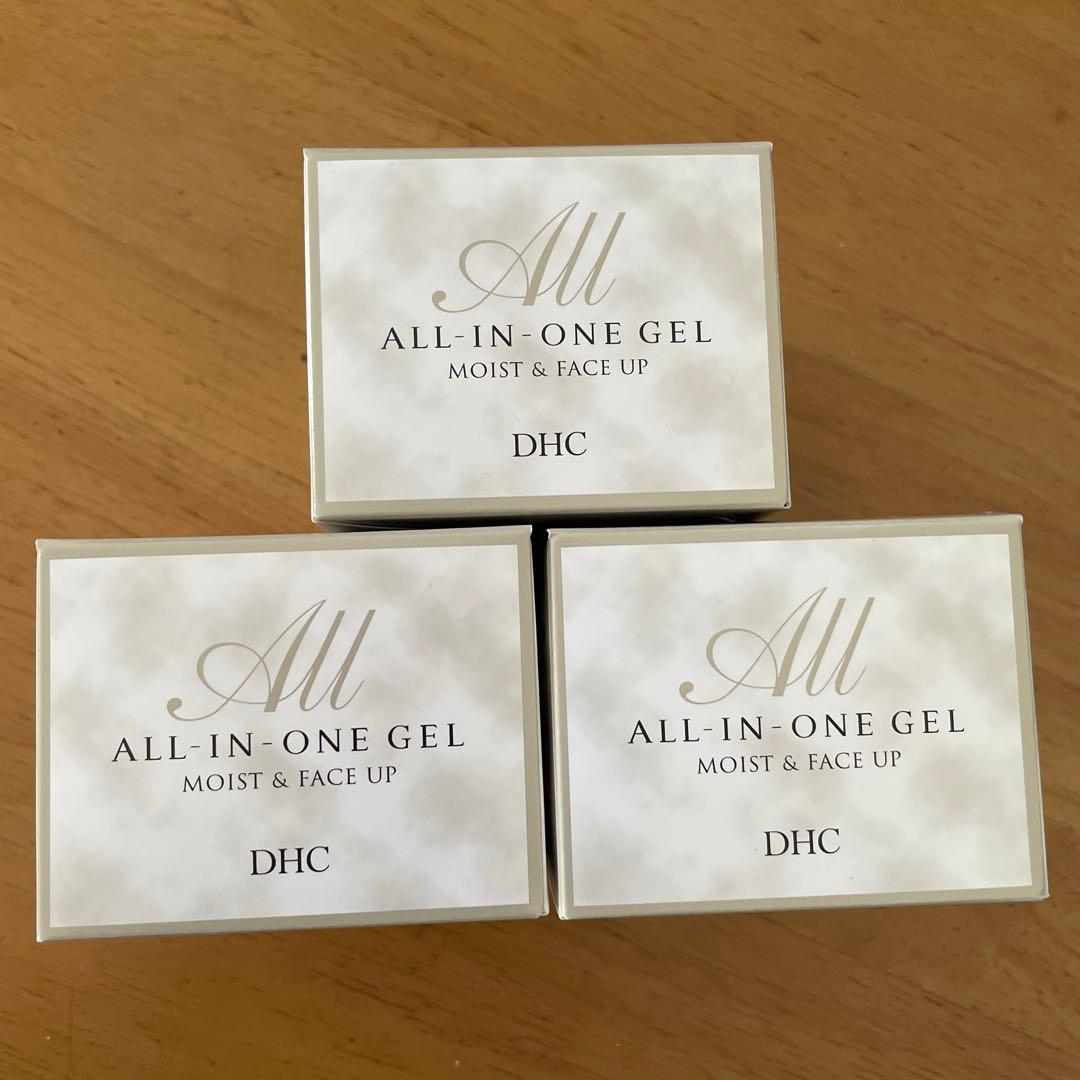 All
ALL-IN-ONE GEL
MOIST & FACE UP
DHC
All
ALL-IN-ONE GEL
MOIST & FACE UP
DHC
All
ALL-IN-ONE GEL
MOIST & FACE UP
DHC